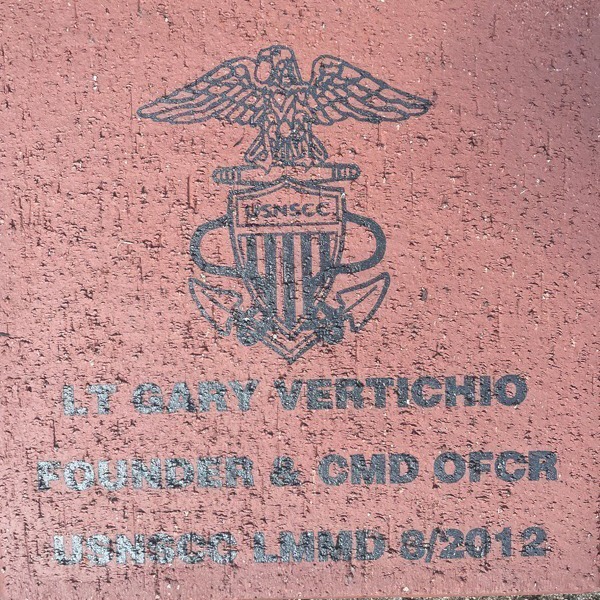 USNSCC
LT GARY VERTICHIO
FOUNDER & CMD OFCR
USNSCC LMMD 8/2012